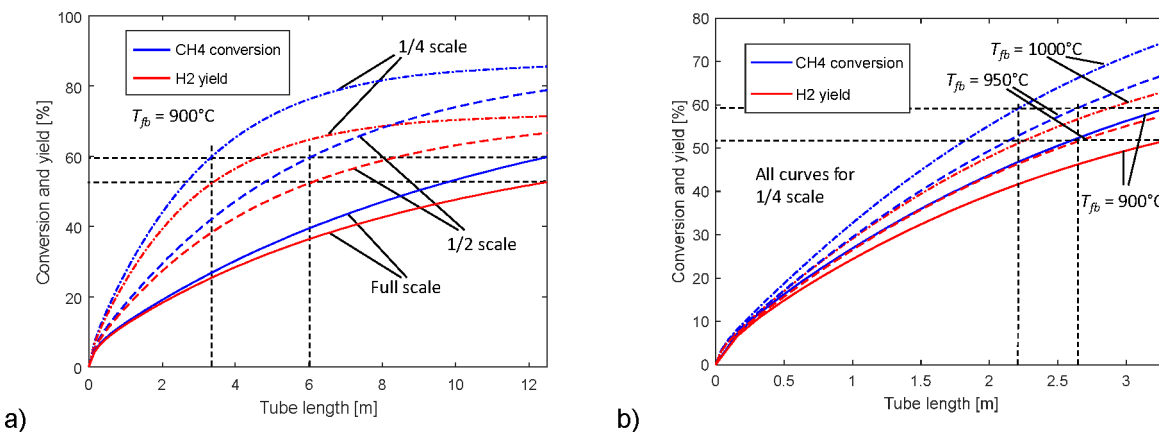 100
80
60
40
20
0
0
2
4
6
8
10
12
Conversion and yield [%]
Tube length [m]
CH4 conversion
H2 yield
T_fb = 900°C
1/4 scale
1/2 scale
Full scale
a)
80
70
60
50
40
30
20
10
0
0
0.5
1
1.5
2
2.5
3
Conversion and yield [%]
Tube length [m]
CH4 conversion
H2 yield
T_fb = 1000°C
T_fb = 950°C
All curves for
1/4 scale
T_fb = 900°C
b)